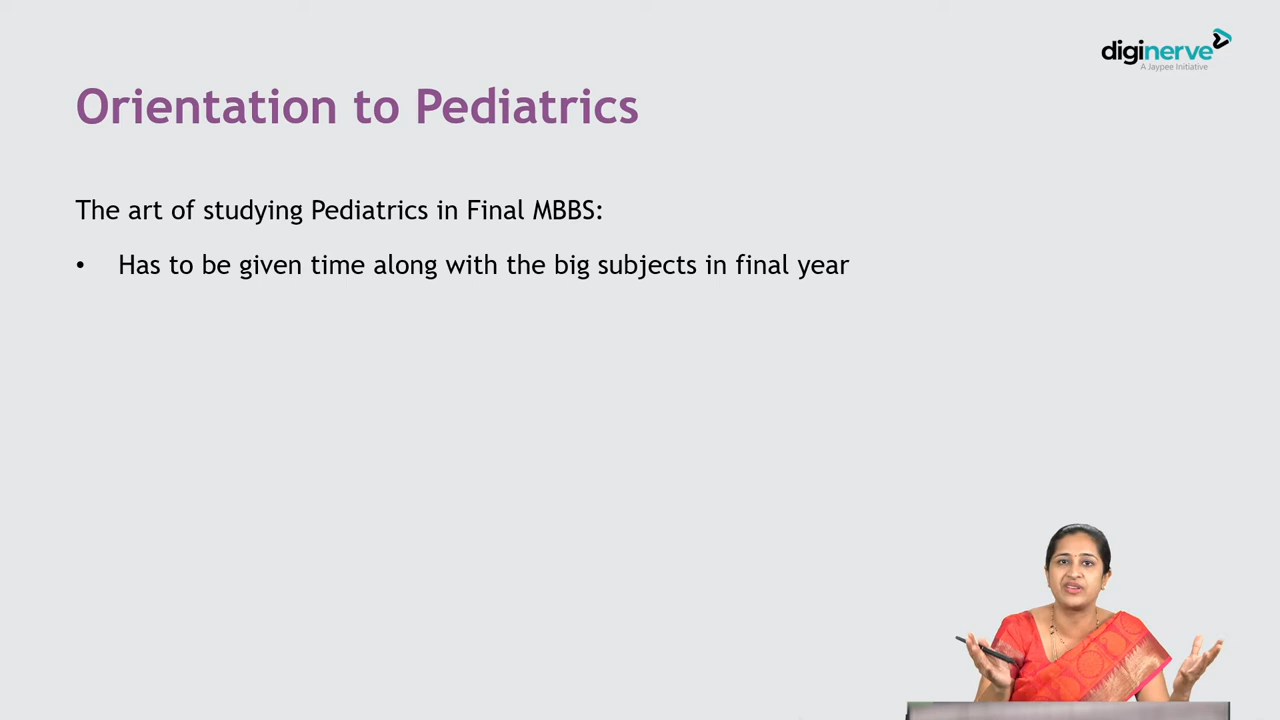 diginerve
A Jaypee Initiative
Orientation to Pediatrics
The art of studying Pediatrics in Final MBBS:
• Has to be given time along with the big subjects in final year